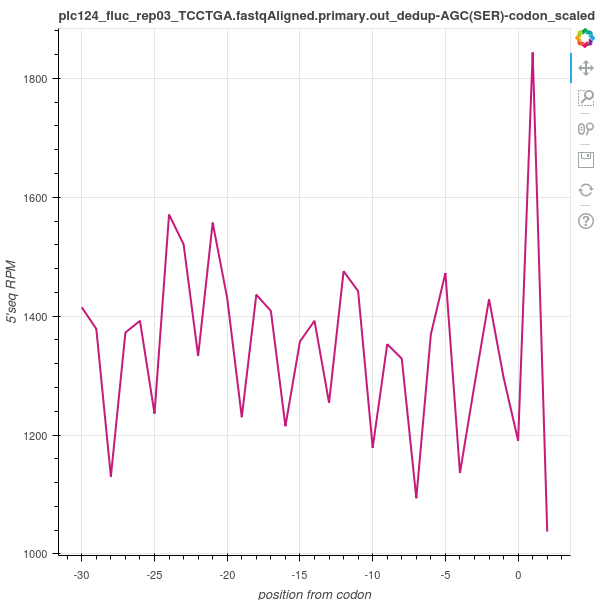 plc124_fluc_rep03_TCCTGA.fastqAligned.primary.out_dedup-AGC(SER)-codon_scaled
1800
1600
1400
1200
1000
5'seq RPM
-30 -25 -20 -15 -10 -5 0
position from codon